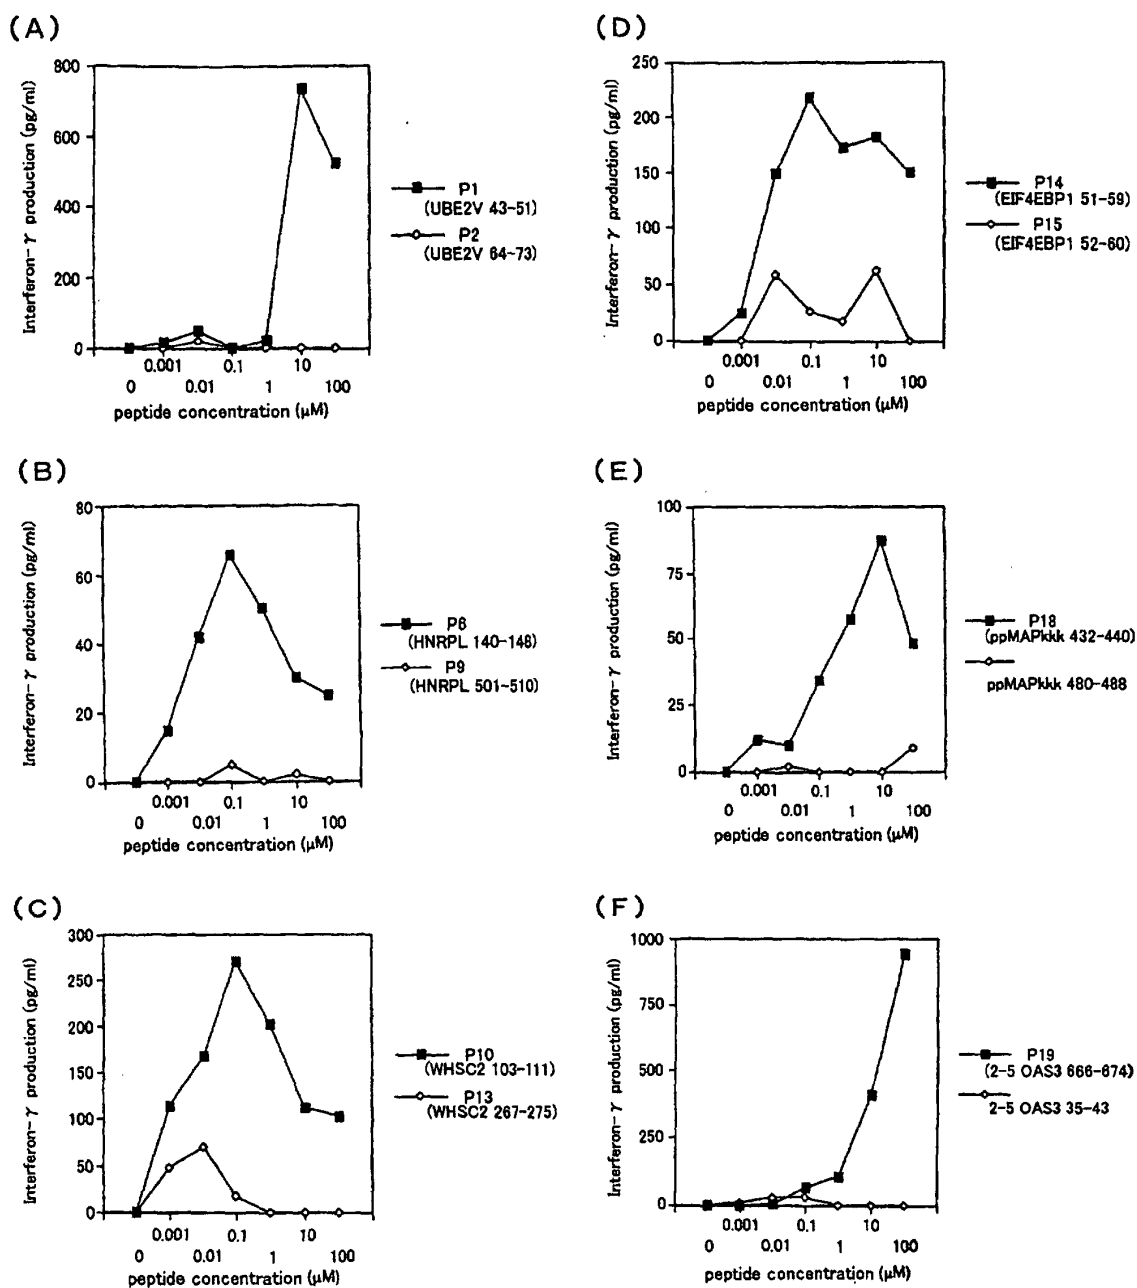 (A)
Interferon-γ production (pg/ml)
800
600
400
200
0
0.001 0.1 10
0 0.01 1 100
peptide concentration (μM)
P1
(UBE2V 43~51)
P2
(UBE2V 64~73)
(D)
Interferon-γ production (pg/ml)
250
200
150
100
50
0
0.001 0.1 10
0 0.01 1 100
peptide concentration (μM)
P14
(EIF4EBP1 51-59)
P15
(EIF4EBP1 52-60)
(B)
Interferon-γ production (pg/ml)
80
60
40
20
0
0.001 0.1 10
0 0.01 1 100
peptide concentration (μM)
P6
(HNRPL 140-148)
P9
(HNRPL 501~510)
(E)
Interferon-γ production (pg/ml)
100
75
50
25
0
0.001 0.1 10
0 0.01 1 100
peptide concentration (μM)
P18
(ppMAPkkk 432-440)
ppMAPkkk 480-488
(C)
Interferon-γ production (pg/ml)
300
250
200
150
100
50
0
0.001 0.1 10
0 0.01 1 100
peptide concentration (μM)
P10
(WHSC2 103-111)
P13
(WHSC2 267-275)
(F)
Interferon-γ production (pg/ml)
1000
750
500
250
0
0.001 0.1 10
0 0.01 1 100
peptide concentration (μM)
P19
(2-5 OAS3 666-674)
2-5 OAS3 35-43